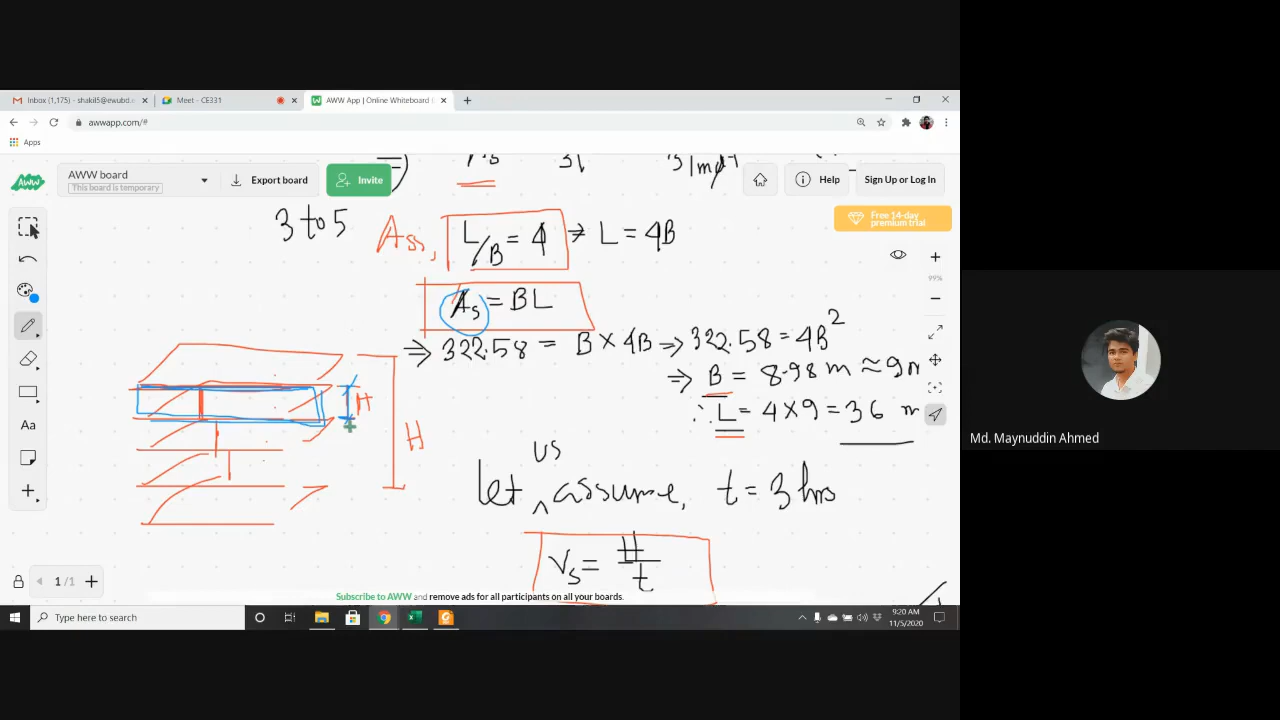 Inbox (1,175) - shakil5@ewubd.e
Meet - CE331
AWW App | Online Whiteboard
awwapp.com/#
Apps
AWW board
This board is temporary
Export board
Invite
Help
Sign Up or Log In
Free 14-day
premium trial
99%
3 to 5
Ass, L/B = 4 ⇒ L = 4B
As = BL
⇒ 322.58 = B × 4B ⇒ 322.58 = 4B²
⇒ B = 8.98 m ≈ 9m
∴ L = 4×9 = 36 m
H
H
us
let ^ assume, t = 3 hrs
Vs = H/t
Aa
1 /1
Subscribe to AWW and remove ads for all participants on all your boards.
Type here to search
9:20 AM
11/5/2020
Md. Maynuddin Ahmed